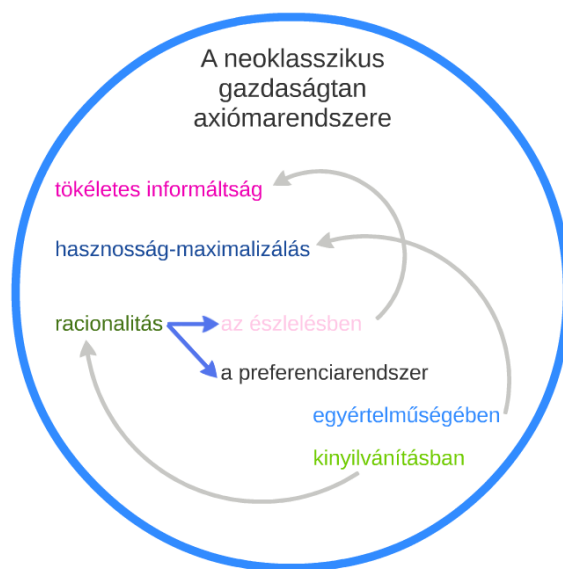 A neoklasszikus
gazdaságtan
axiómarendszere
tökéletes informáltság
hasznosság-maximalizálás
racionalitás az észlelésben
a preferenciarendszer
egyértelműségében
kinyilvánításban